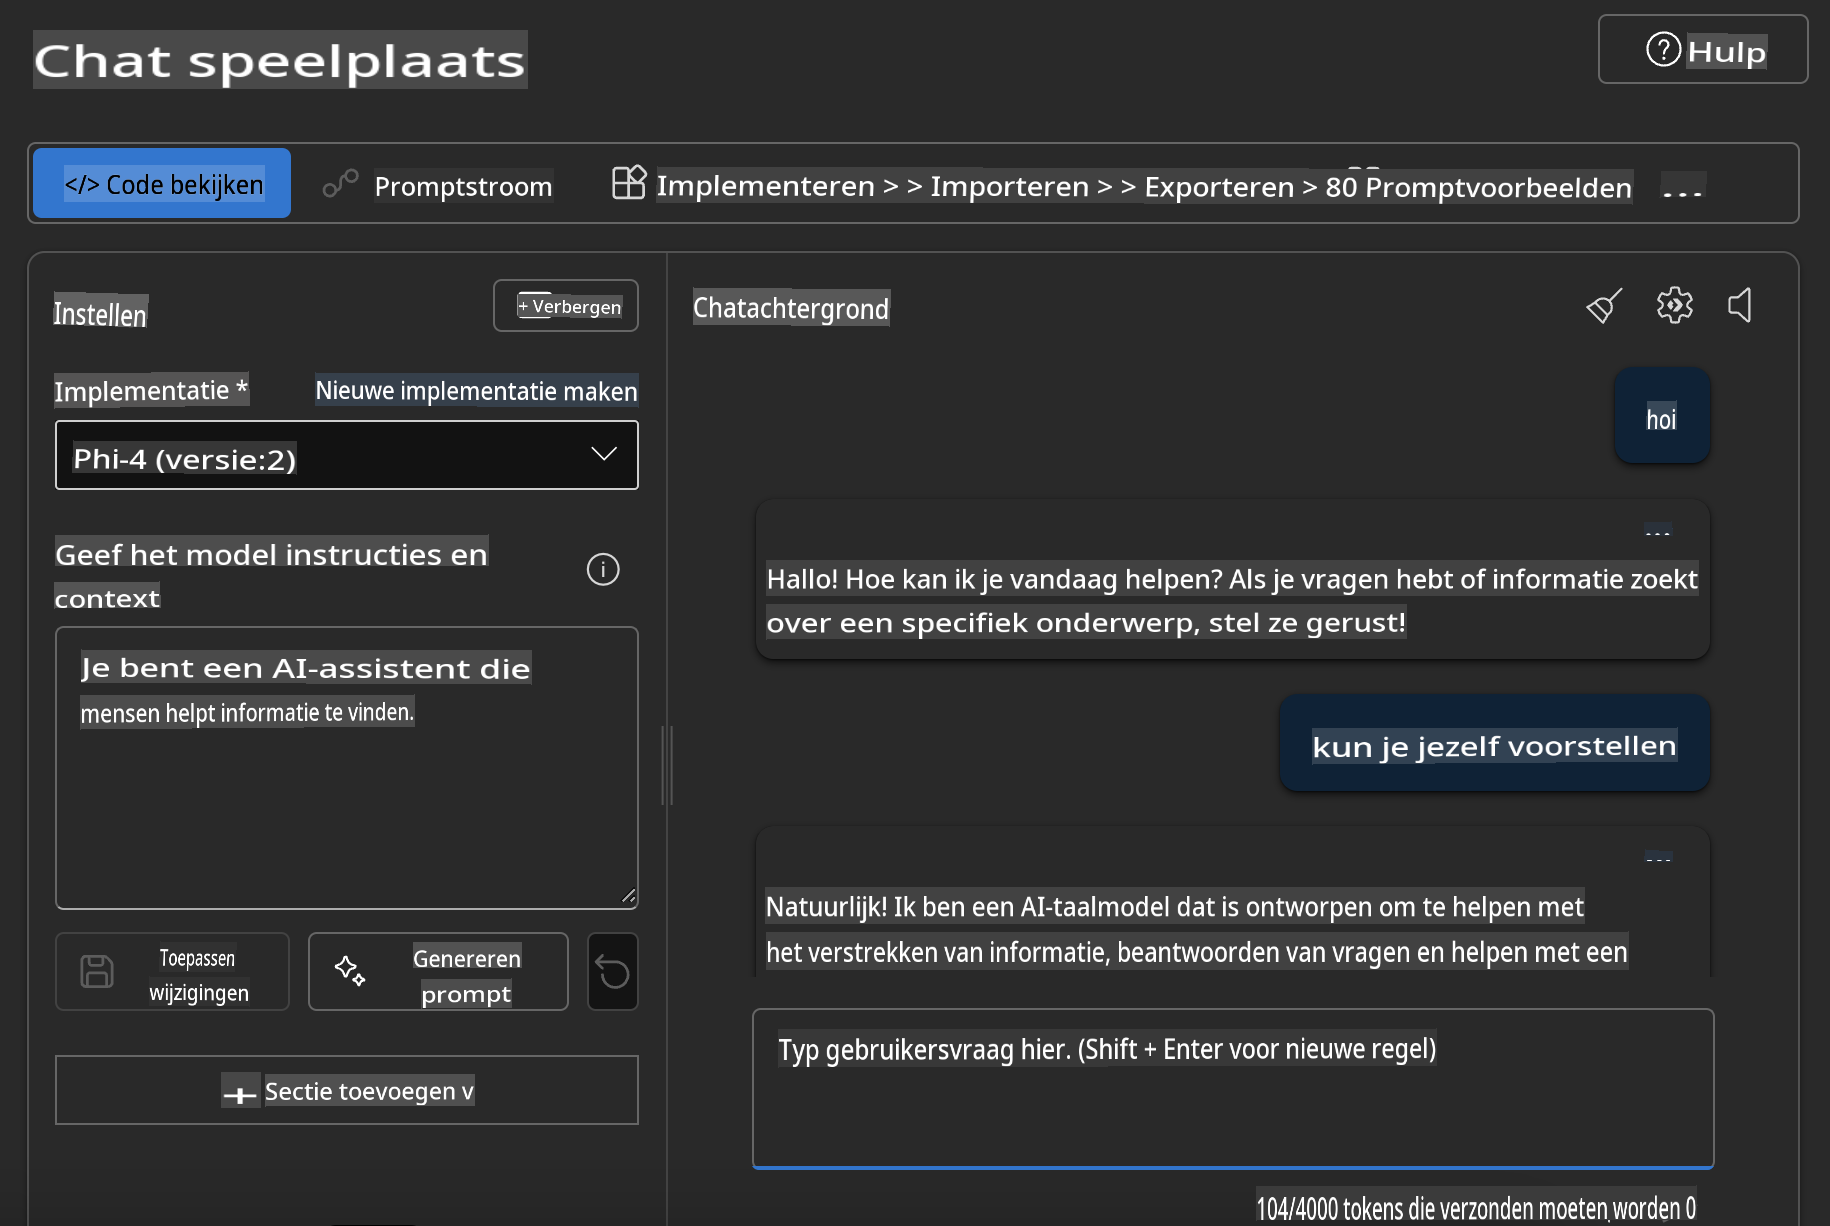 Chat speelplaats
Hulp
</> Code bekijken
Promptstroom
Implementeren > > Importeren > > Exporteren > 80 Promptvoorbeelden
...
Instellen
+ Verbergen
Implementatie *
Nieuwe implementatie maken
Phi-4 (versie:2)
Geef het model instructies en
context
Je bent een AI-assistent die
mensen helpt informatie te vinden.
Toepassen
wijzigingen
Genereren
prompt
+ Sectie toevoegen v
Chatachtergrond
hoi
...
Hallo! Hoe kan ik je vandaag helpen? Als je vragen hebt of informatie zoekt
over een specifiek onderwerp, stel ze gerust!
kun je jezelf voorstellen
...
Natuurlijk! Ik ben een AI-taalmodel dat is ontworpen om te helpen met
het verstrekken van informatie, beantwoorden van vragen en helpen met een
Typ gebruikersvraag hier. (Shift + Enter voor nieuwe regel)
104/4000 tokens die verzonden moeten worden 0